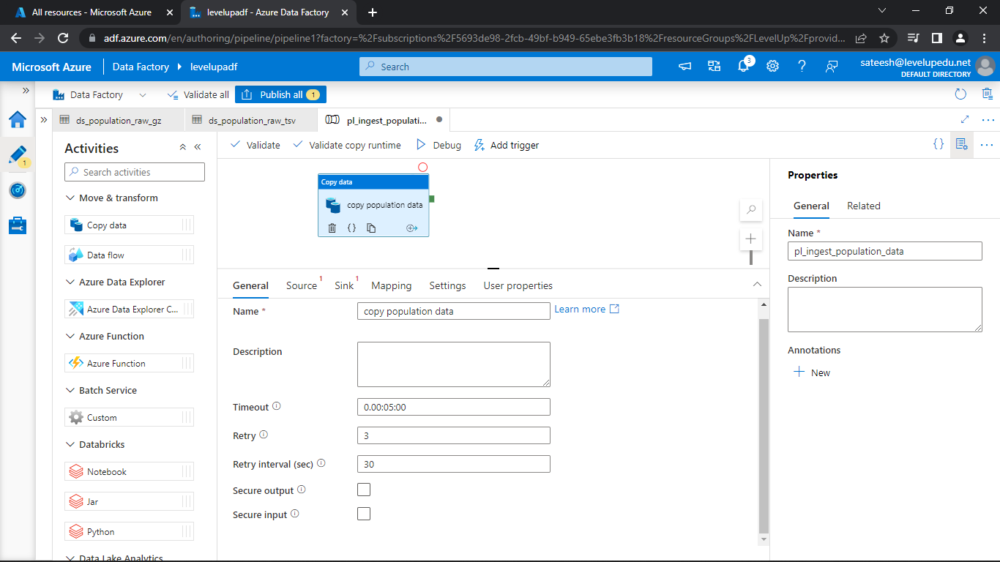 All resources - Microsoft Azure
levelupadf - Azure Data Factory
adf.azure.com/en/authoring/pipeline/pipeline1?factory=%2Fsubscriptions%2F5693de98-2fcb-49bf-b949-65ebe3fb3b18%2FresourceGroups%2FLevelUp%2Fprovid...
Microsoft Azure
Data Factory
levelupadf
Search
3
sateesh@levelupedu.net
DEFAULT DIRECTORY
Data Factory
Validate all
Publish all 1
ds_population_raw_gz
ds_population_raw_tsv
pl_ingest_populati...
1
Activities
Search activities
Move & transform
Copy data
Data flow
Azure Data Explorer
Azure Data Explorer C...
Azure Function
Azure Function
Batch Service
Custom
Databricks
Notebook
Jar
Python
Data Lake Analytics
Validate
Validate copy runtime
Debug
Add trigger
Copy data
copy population data
General
Source 1
Sink 1
Mapping
Settings
User properties
Name *
copy population data
Learn more
Description
Timeout
0.00:05:00
Retry
3
Retry interval (sec)
30
Secure output
Secure input
Properties
General
Related
Name *
pl_ingest_population_data
Description
Annotations
New